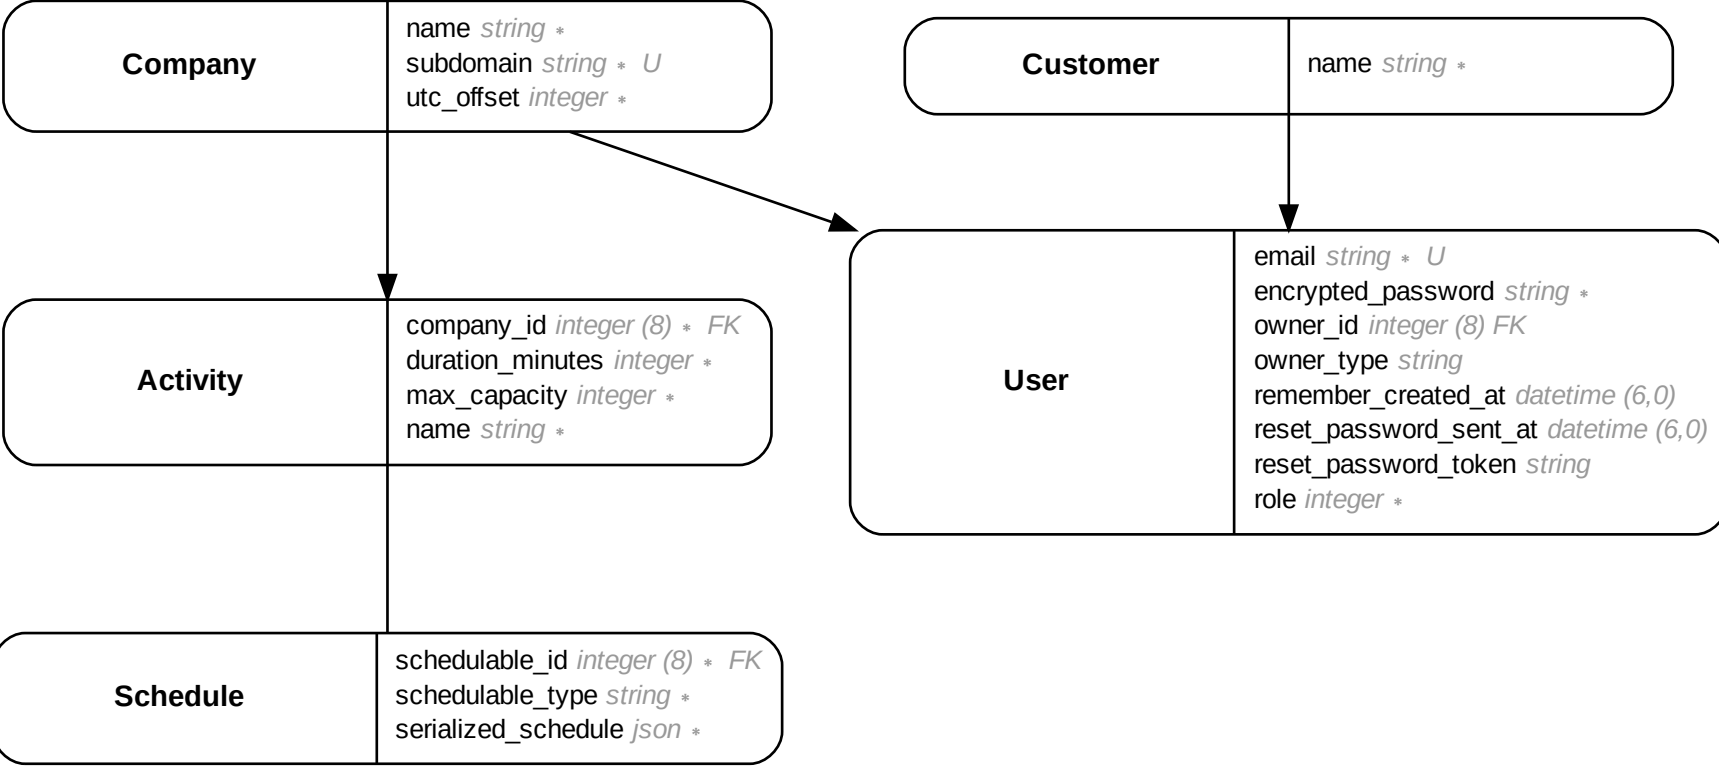 Company
name string *
subdomain string * U
utc_offset integer *
Customer
name string *
Activity
company_id integer (8) * FK
duration_minutes integer *
max_capacity integer *
name string *
User
email string * U
encrypted_password string *
owner_id integer (8) FK
owner_type string
remember_created_at datetime (6,0)
reset_password_sent_at datetime (6,0)
reset_password_token string
role integer *
Schedule
schedulable_id integer (8) * FK
schedulable_type string *
serialized_schedule json *